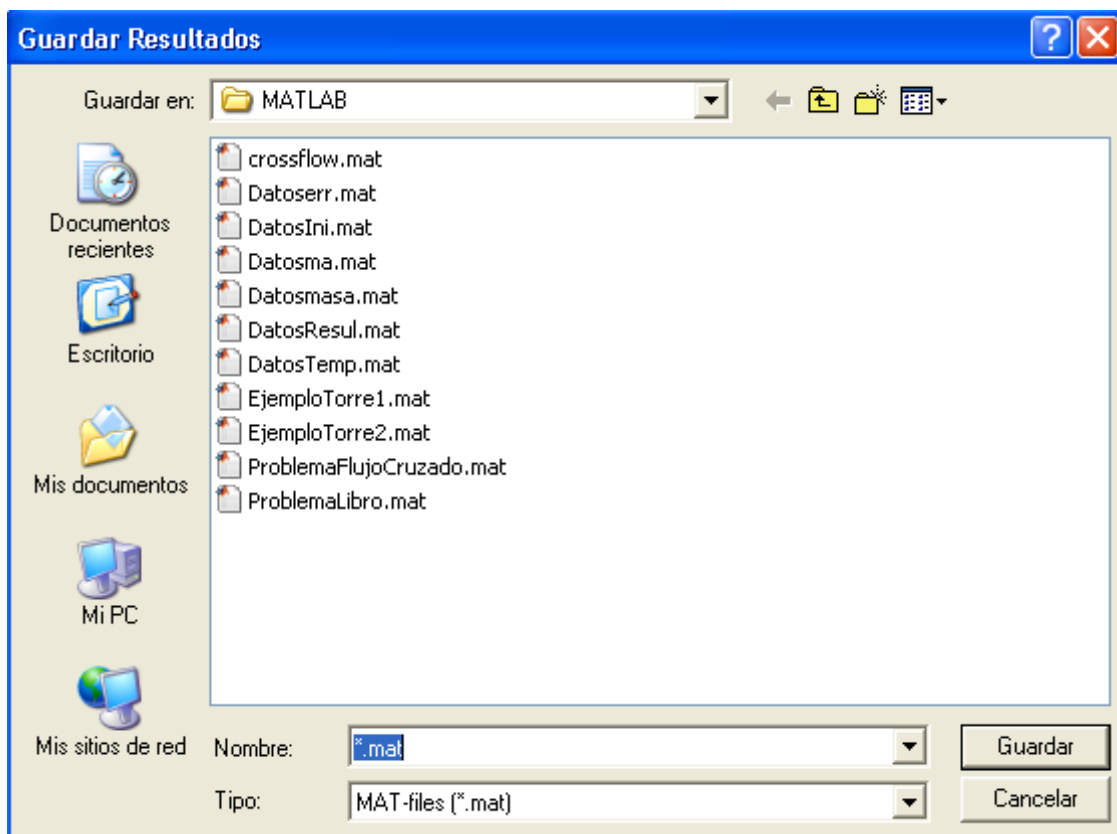 Guardar Resultados
Guardar en: MATLAB
Documentos
recientes
Escritorio
Mis documentos
Mi PC
Mis sitios de red
crossflow.mat
Datoserr.mat
DatosIni.mat
Datosma.mat
Datosmasa.mat
DatosResul.mat
DatosTemp.mat
EjemploTorre1.mat
EjemploTorre2.mat
ProblemaFlujoCruzado.mat
ProblemaLibro.mat
Nombre: *.mat Guardar
Tipo: MAT-files (*.mat) Cancelar